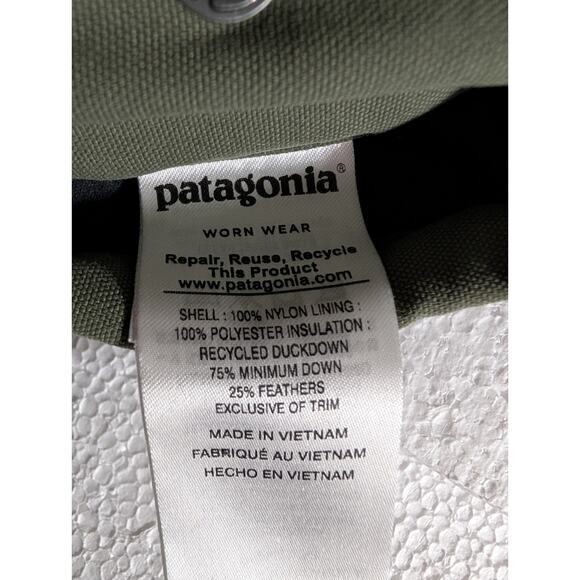 patagonia®
WORN WEAR
Repair, Reuse, Recycle
This Product
www.patagonia.com
SHELL : 100% NYLON LINING :
100% POLYESTER INSULATION :
RECYCLED DUCKDOWN
75% MINIMUM DOWN
25% FEATHERS
EXCLUSIVE OF TRIM
MADE IN VIETNAM
FABRIQUÉ AU VIETNAM
HECHO EN VIETNAM